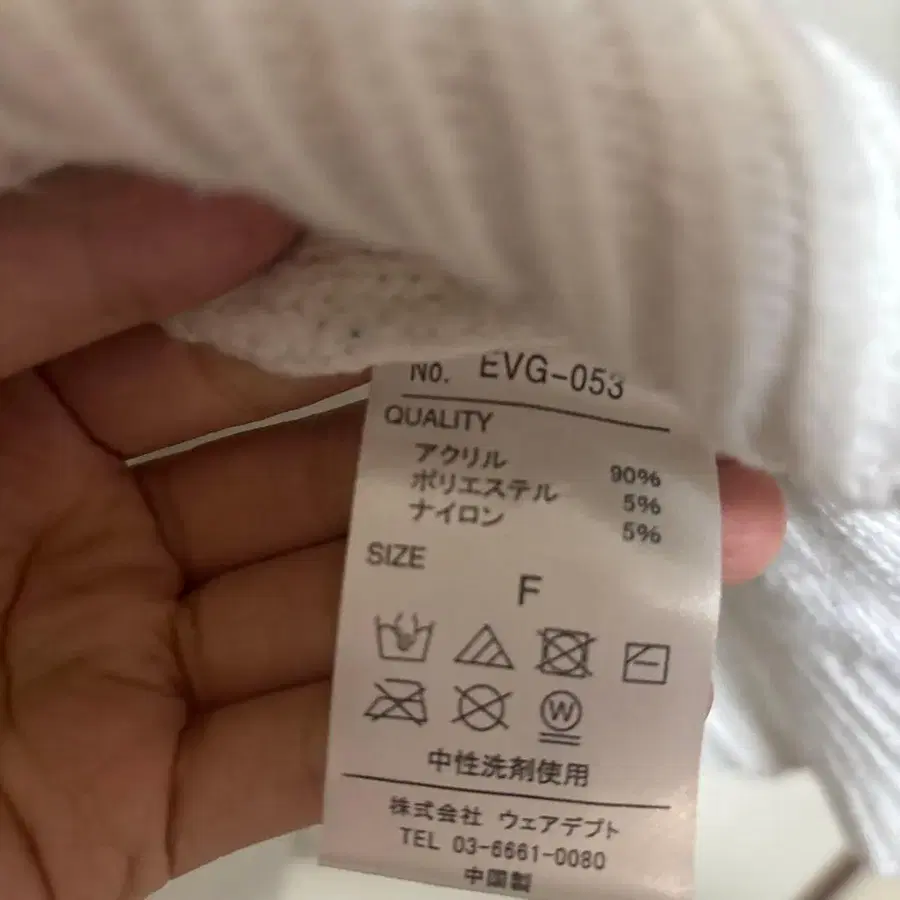 No. EVG-053
QUALITY
アクリル 90%
ポリエステル 5%
ナイロン 5%
SIZE
F
W
中性洗剤使用
株式会社 ウェアデプト
TEL 03-6661-0080
中国製